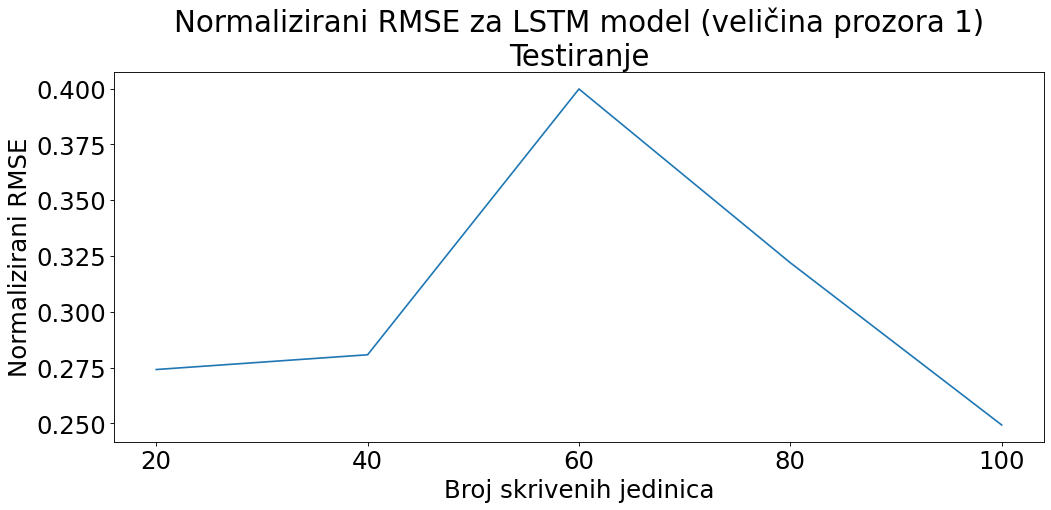 Normalizirani RMSE za LSTM model (veličina prozora 1)
Testiranje
Normalizirani RMSE
0.400
0.375
0.350
0.325
0.300
0.275
0.250
20 40 60 80 100
Broj skrivenih jedinica